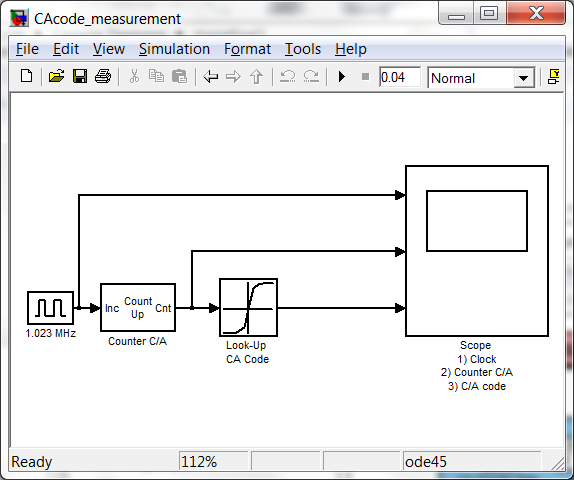 CAcode_measurement
File Edit View Simulation Format Tools Help
0.04 Normal
Inc Count Up Cnt
1.023 MHz
Counter C/A
Look-Up
CA Code
Scope
1) Clock
2) Counter C/A
3) C/A code
Ready 112% ode45